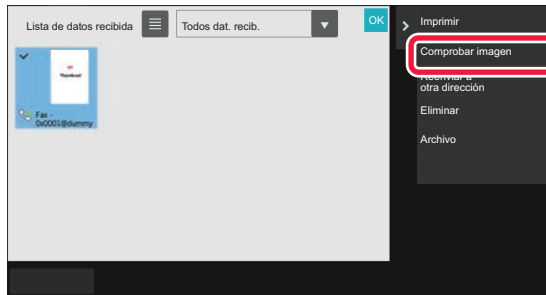 Lista de datos recibida
Todos dat. recib.
OK
Thumbnail
Fax -
0x0001@dummy
Imprimir
Comprobar imagen
Reenviar a
otra dirección
Eliminar
Archivo